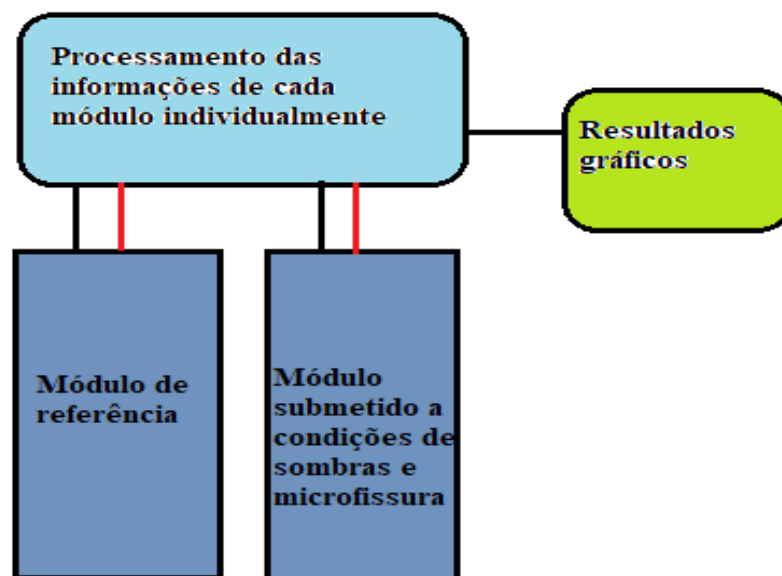 Processamento das
informações de cada
módulo individualmente
Resultados
gráficos
Módulo de
referência
Módulo
submetido a
condições de
sombras e
microfissura